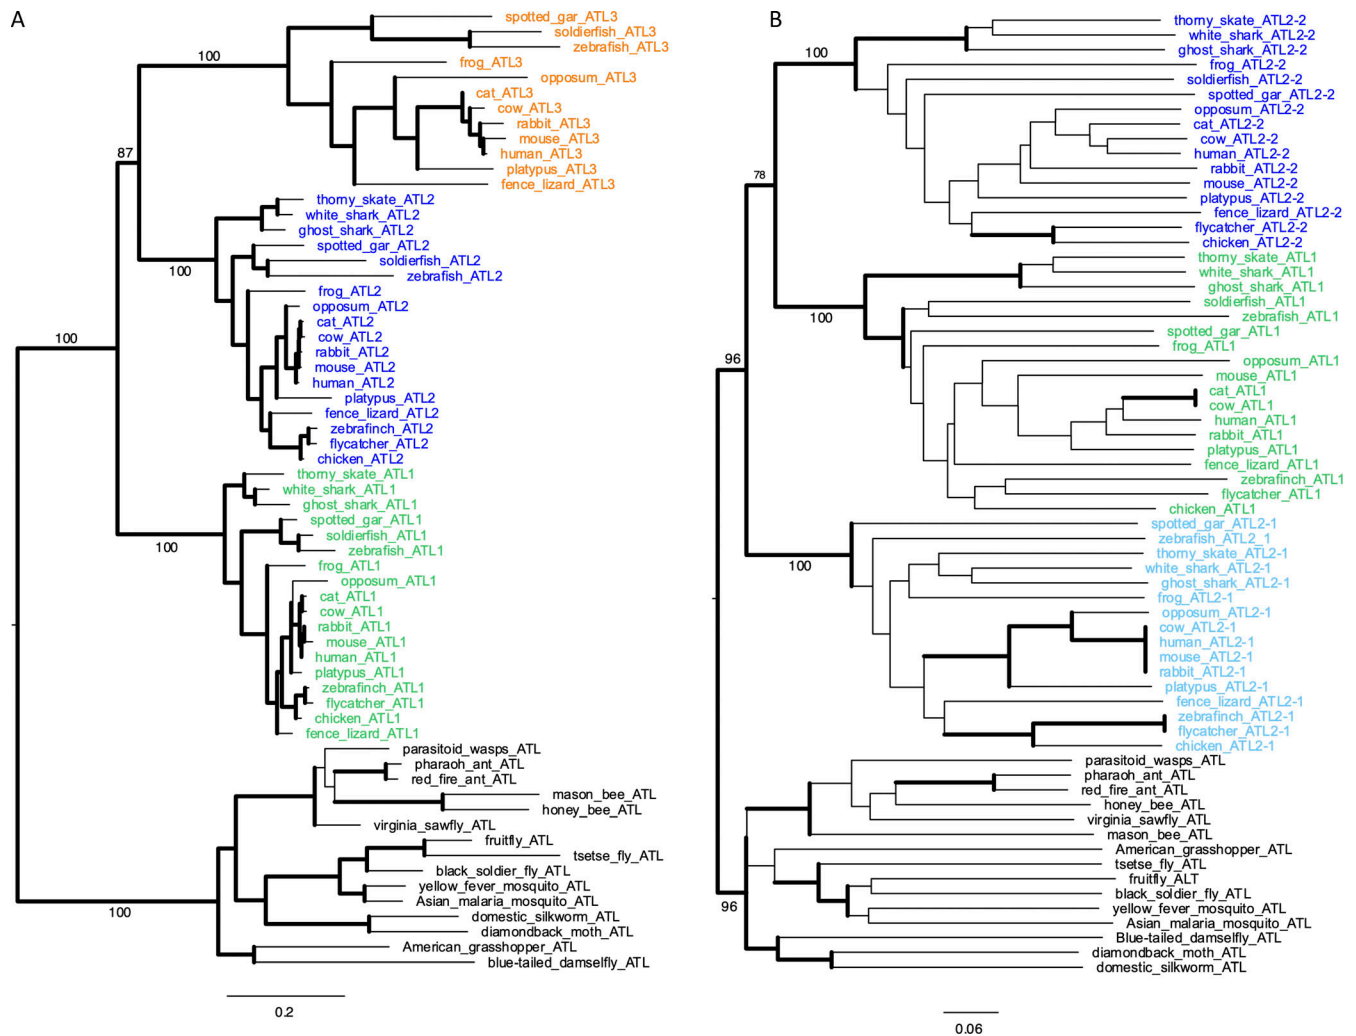 A
spotted_gar_ATL3
soldierfish_ATL3
zebrafish_ATL3
100
frog_ATL3
opposum_ATL3
cat_ATL3
cow_ATL3
rabbit_ATL3
mouse_ATL3
human_ATL3
87
platypus_ATL3
fence_lizard_ATL3
thorny_skate_ATL2
white_shark_ATL2
ghost_shark_ATL2
spotted_gar_ATL2
soldierfish_ATL2
100
zebrafish_ATL2
frog_ATL2
opposum_ATL2
cat_ATL2
cow_ATL2
100
rabbit_ATL2
mouse_ATL2
human_ATL2
platypus_ATL2
fence_lizard_ATL2
zebrafinch_ATL2
flycatcher_ATL2
chicken_ATL2
thorny_skate_ATL1
white_shark_ATL1
ghost_shark_ATL1
spotted_gar_ATL1
soldierfish_ATL1
100
zebrafish_ATL1
frog_ATL1
opposum_ATL1
cat_ATL1
cow_ATL1
rabbit_ATL1
mouse_ATL1
human_ATL1
platypus_ATL1
zebrafinch_ATL1
flycatcher_ATL1
chicken_ATL1
fence_lizard_ATL1
parasitoid_wasps_ATL
pharaoh_ant_ATL
red_fire_ant_ATL
mason_bee_ATL
honey_bee_ATL
virginia_sawfly_ATL
fruitfly_ATL
tsetse_fly_ATL
black_soldier_fly_ATL
yellow_fever_mosquito_ATL
Asian_malaria_mosquito_ATL
100
domestic_silkworm_ATL
diamondback_moth_ATL
American_grasshopper_ATL
blue-tailed_damselfly_ATL
0.2
B
thorny_skate_ATL2-2
white_shark_ATL2-2
100
ghost_shark_ATL2-2
frog_ATL2-2
soldierfish_ATL2-2
spotted_gar_ATL2-2
opposum_ATL2-2
cat_ATL2-2
cow_ATL2-2
human_ATL2-2
rabbit_ATL2-2
78
mouse_ATL2-2
platypus_ATL2-2
fence_lizard_ATL2-2
flycatcher_ATL2-2
chicken_ATL2-2
thorny_skate_ATL1
white_shark_ATL1
ghost_shark_ATL1
soldierfish_ATL1
100
zebrafish_ATL1
spotted_gar_ATL1
frog_ATL1
96
opposum_ATL1
mouse_ATL1
cat_ATL1
cow_ATL1
human_ATL1
rabbit_ATL1
platypus_ATL1
fence_lizard_ATL1
zebrafinch_ATL1
flycatcher_ATL1
chicken_ATL1
spotted_gar_ATL2-1
zebrafish_ATL2_1
thorny_skate_ATL2-1
100
white_shark_ATL2-1
ghost_shark_ATL2-1
frog_ATL2-1
opposum_ATL2-1
cow_ATL2-1
human_ATL2-1
mouse_ATL2-1
rabbit_ATL2-1
platypus_ATL2-1
fence_lizard_ATL2-1
zebrafinch_ATL2-1
flycatcher_ATL2-1
chicken_ATL2-1
parasitoid_wasps_ATL
pharaoh_ant_ATL
red_fire_ant_ATL
honey_bee_ATL
virginia_sawfly_ATL
mason_bee_ATL
American_grasshopper_ATL
tsetse_fly_ATL
fruitfly_ALT
black_soldier_fly_ATL
96
yellow_fever_mosquito_ATL
Asian_malaria_mosquito_ATL
Blue-tailed_damselfly_ATL
diamondback_moth_ATL
domestic_silkworm_ATL
0.06